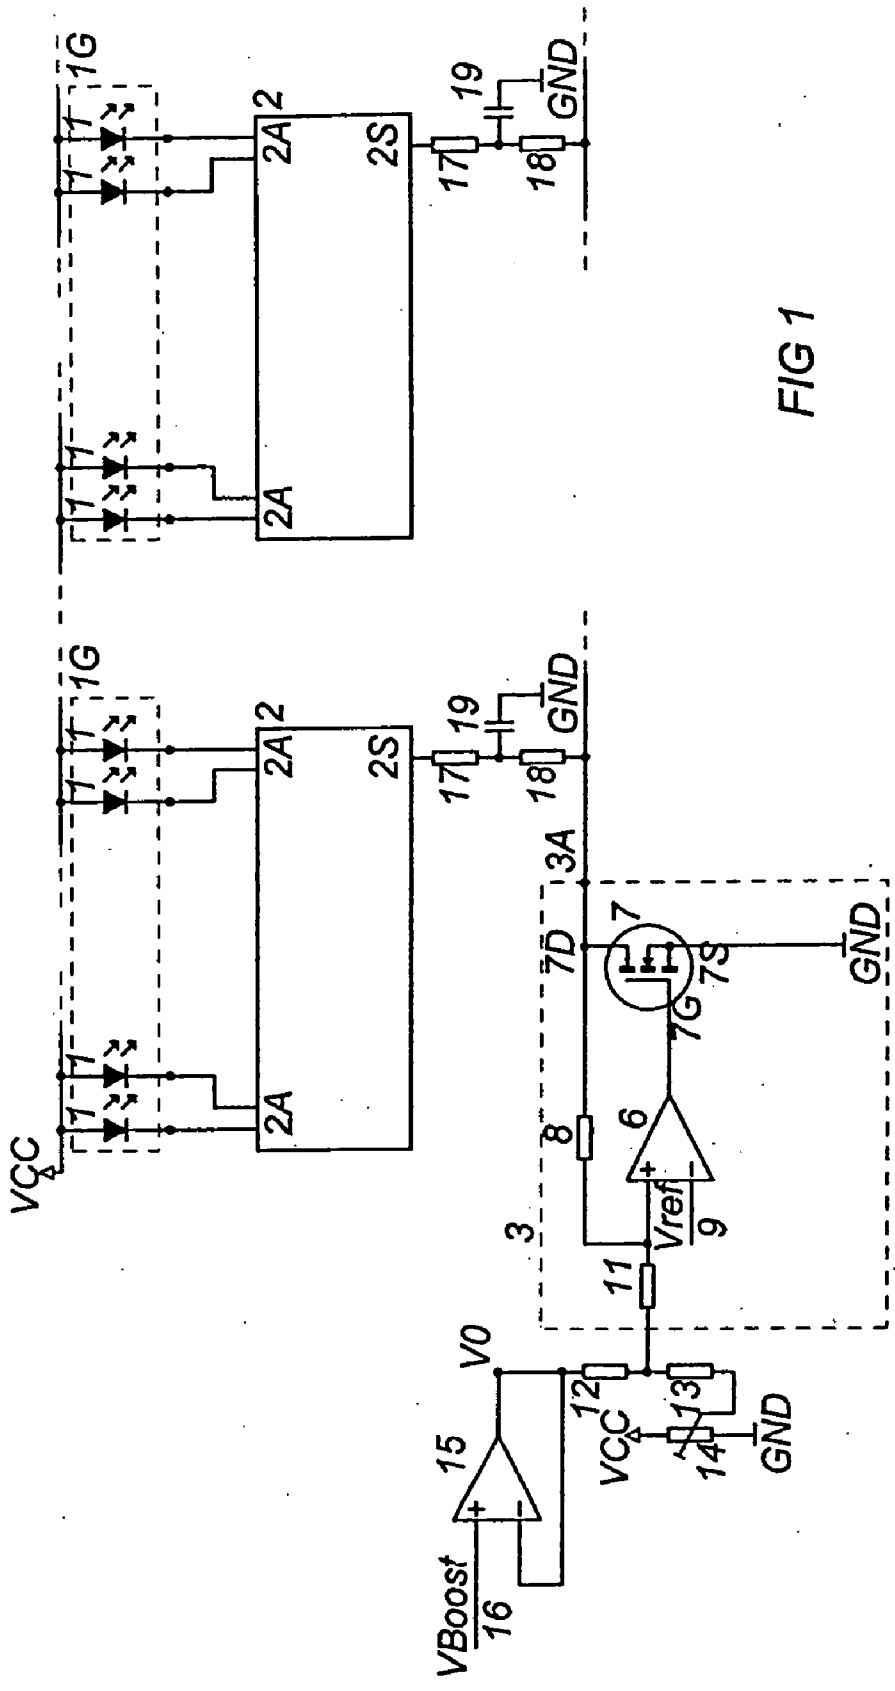 VCC
1
1
1
1
1G
1
1
1
1
1G
2A
2A
2
2A
2A
2
2S
2S
17
19
GND
18
17
19
GND
18
VBoost
16
15
V0
12
VCC
13
14
GND
3
11
8
Vref
9
6
7D
3A
7
7G
7S
GND
FIG 1